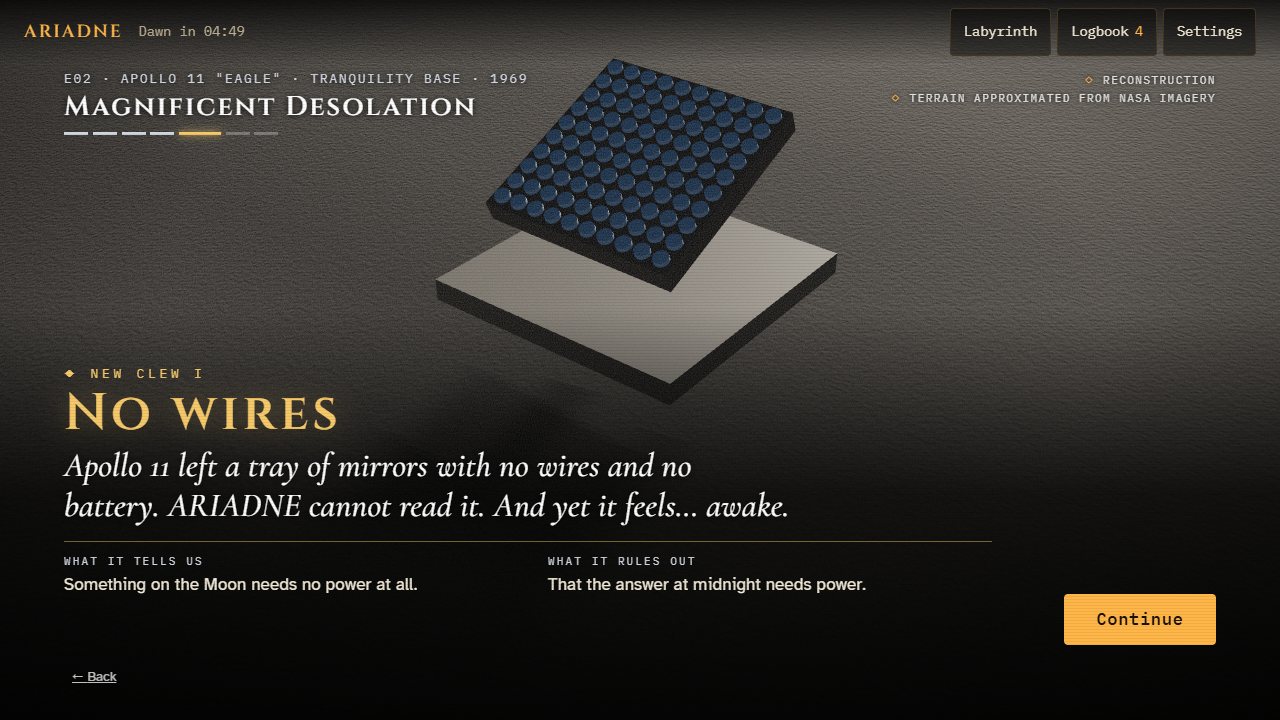 ARIADNE Dawn in 04:49
Labyrinth
Logbook 4
Settings
E02 · APOLLO 11 "EAGLE" · TRANQUILITY BASE · 1969
MAGNIFICENT DESOLATION
◇ RECONSTRUCTION
◇ TERRAIN APPROXIMATED FROM NASA IMAGERY
◆ NEW CLEW I
NO WIRES
Apollo 11 left a tray of mirrors with no wires and no
battery. ARIADNE cannot read it. And yet it feels... awake.
WHAT IT TELLS US
Something on the Moon needs no power at all.
WHAT IT RULES OUT
That the answer at midnight needs power.
Continue
← Back